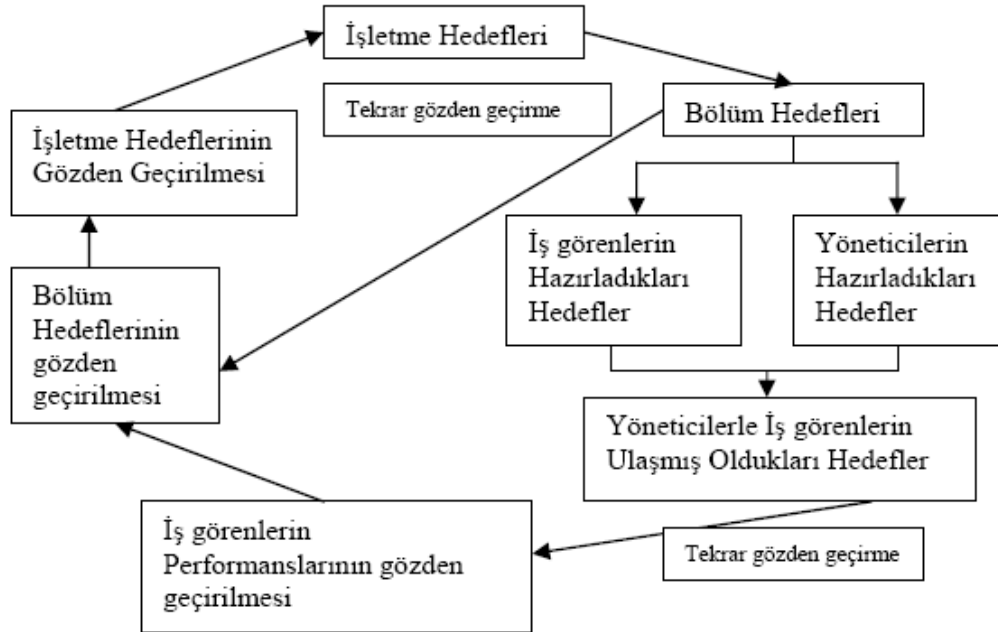 İşletme Hedefleri
Tekrar gözden geçirme
Bölüm Hedefleri
İşletme Hedeflerinin
Gözden Geçirilmesi
İş görenlerin
Hazırladıkları
Hedefler
Yöneticilerin
Hazırladıkları
Hedefler
Bölüm
Hedeflerinin
gözden
geçirilmesi
Yöneticilerle İş görenlerin
Ulaşmış Oldukları Hedefler
İş görenlerin
Performanslarının gözden
geçirilmesi
Tekrar gözden geçirme